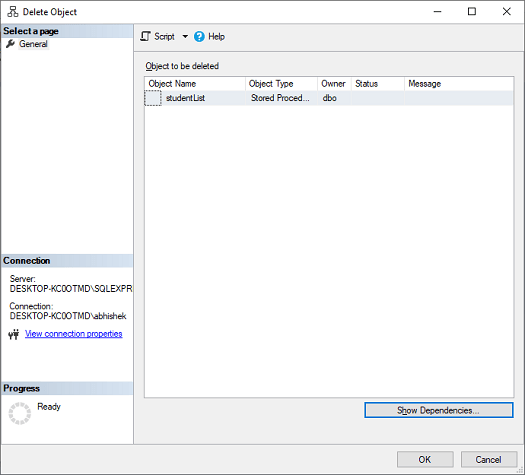 Delete Object
Select a page
General
Script Help
Object to be deleted
Object Name Object Type Owner Status Message
studentList Stored Proced... dbo
Connection
Server:
DESKTOP-KC0OTMD\SQLEXPR
Connection:
DESKTOP-KC0OTMD\abhishek
View connection properties
Progress
Ready
Show Dependencies...
OK Cancel